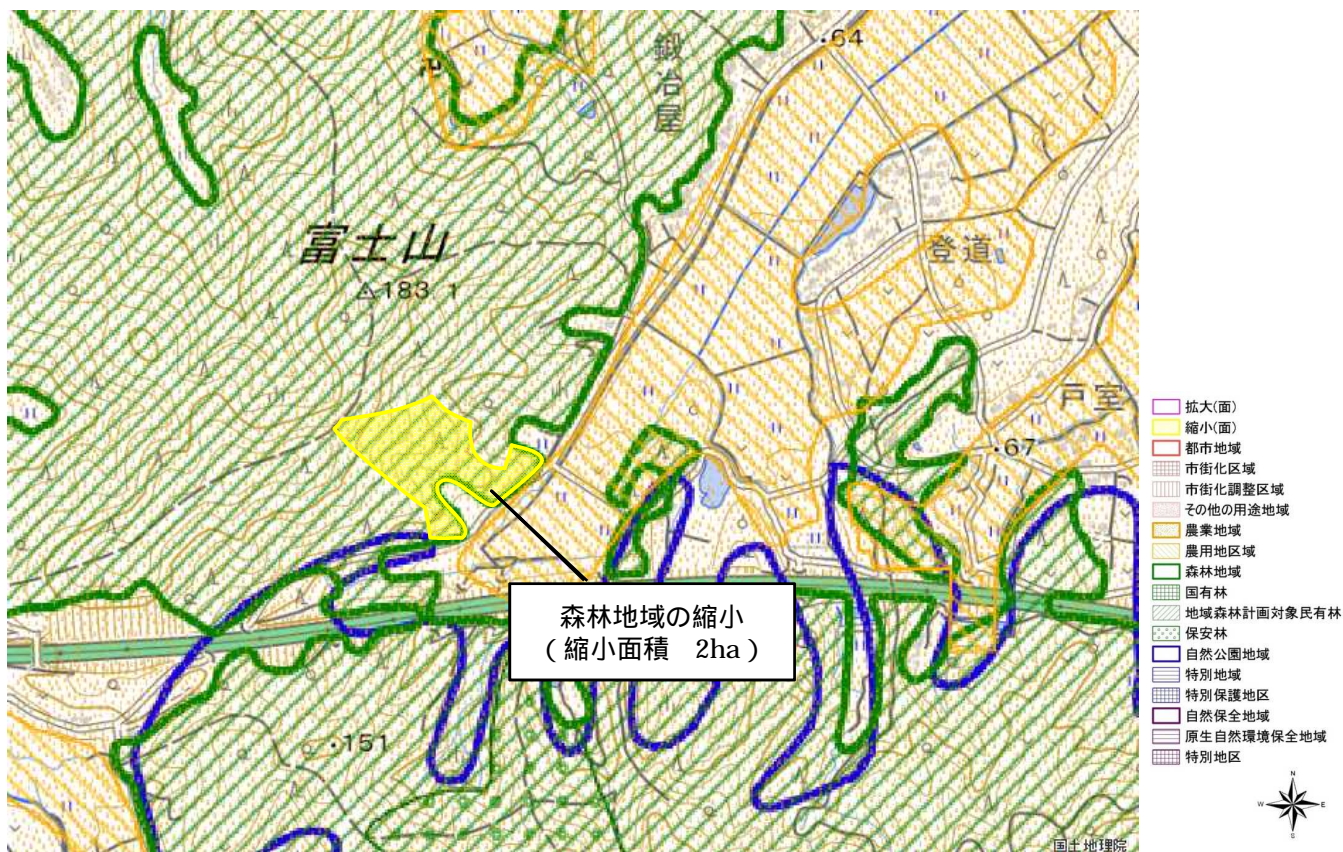 鍛冶屋
64
富士山
183.1
登道
戸室
67
森林地域の縮小
(縮小面積 2ha)
151
国土地理院
拡大(面)
縮小(面)
都市地域
市街化区域
市街化調整区域
その他の用途地域
農業地域
農用地区域
森林地域
国有林
地域森林計画対象民有林
保安林
自然公園地域
特別地域
特別保護地区
自然保全地域
原生自然環境保全地域
特別地区
N
W E
S